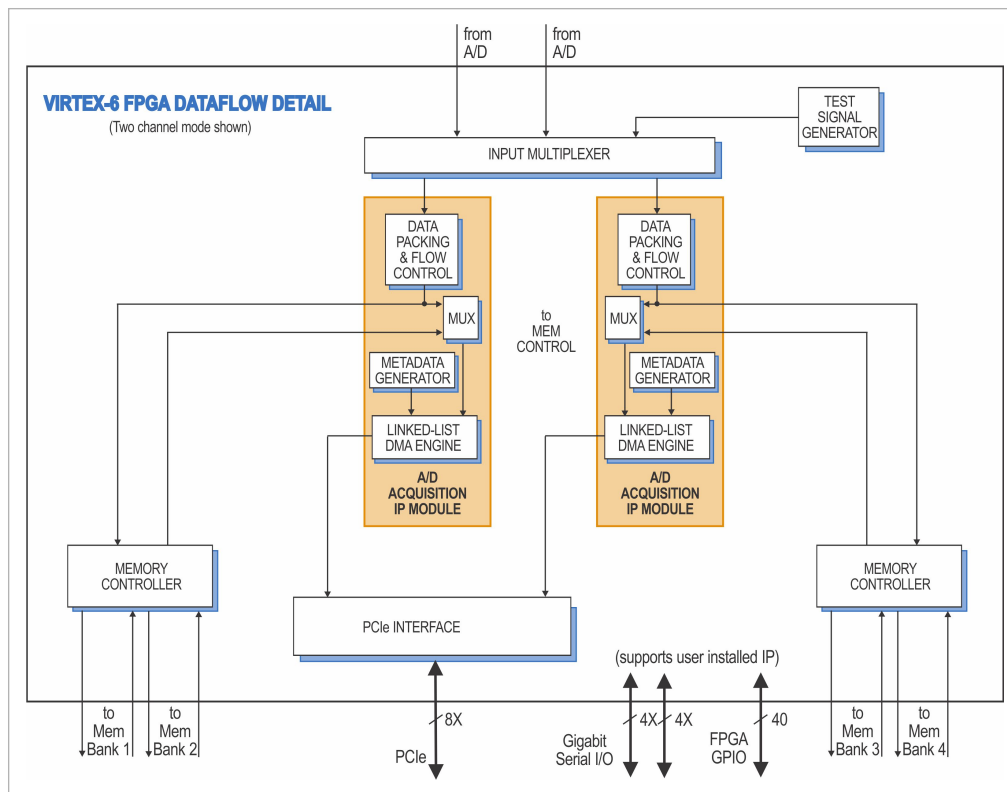 from
A/D
from
A/D
VIRTEX-6 FPGA DATAFLOW DETAIL
(Two channel mode shown)
TEST
SIGNAL
GENERATOR
INPUT MULTIPLEXER
DATA
PACKING
& FLOW
CONTROL
DATA
PACKING
& FLOW
CONTROL
MUX
to
MEM
CONTROL
MUX
METADATA
GENERATOR
METADATA
GENERATOR
LINKED-LIST
DMA ENGINE
LINKED-LIST
DMA ENGINE
A/D
ACQUISITION
IP MODULE
A/D
ACQUISITION
IP MODULE
MEMORY
CONTROLLER
MEMORY
CONTROLLER
PCIe INTERFACE
(supports user installed IP)
to
Mem
Bank 1
to
Mem
Bank 2
8X
PCIe
4X
4X
Gigabit
Serial I/O
40
FPGA
GPIO
to
Mem
Bank 3
to
Mem
Bank 4